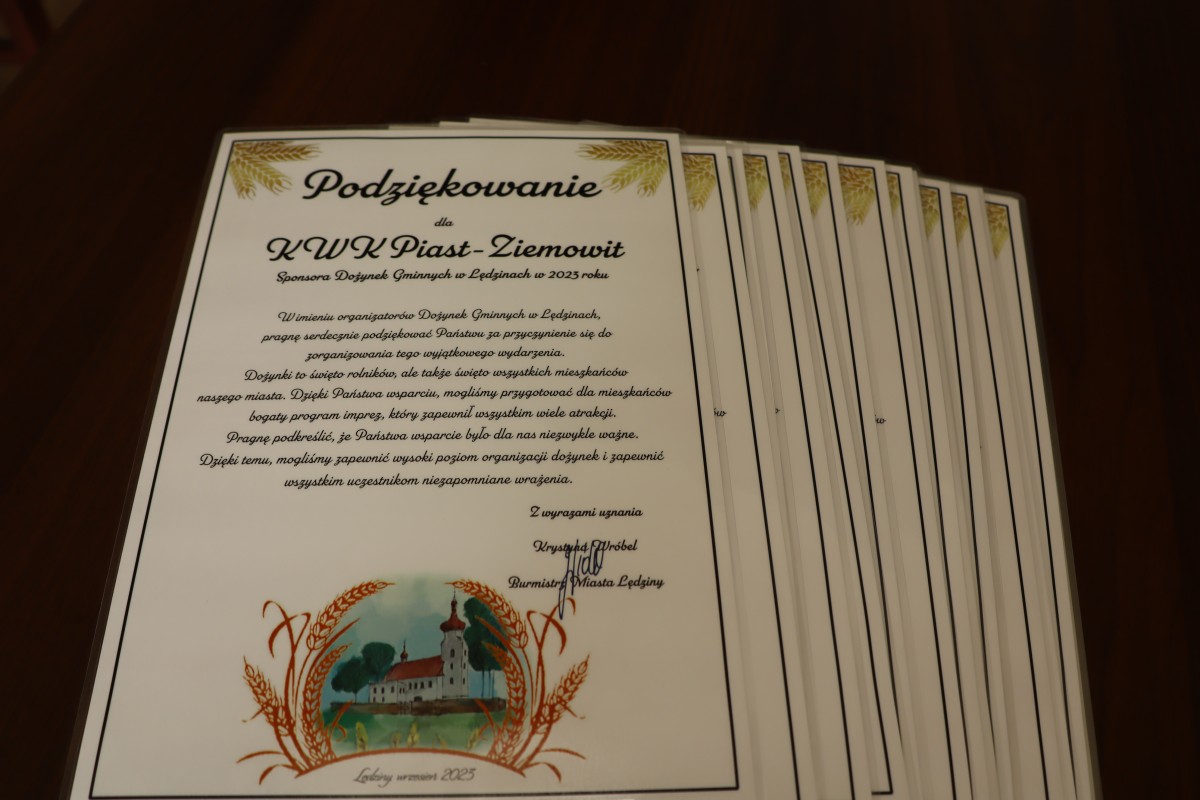 Podziękowanie
dla
KWK Piast-Ziemowit
Sponsora Dożynek Gminnych w Lędzinach w 2023 roku
W imieniu organizatorów Dożynek Gminnych w Lędzinach,
pragnę serdecznie podziękować Państwu za przyczynienie się do
zorganizowania tego wyjątkowego wydarzenia.
Dożynki to święto rolników, ale także święto wszystkich mieszkańców
naszego miasta. Dzięki Państwa wsparciu, mogliśmy przygotować dla mieszkańców
bogaty program imprez, który zapewnił wszystkim wiele atrakcji.
Pragnę podkreślić, że Państwa wsparcie było dla nas niezwykle ważne.
Dzięki temu, mogliśmy zapewnić wysoki poziom organizacji dożynek i zapewnić
wszystkim uczestnikom niezapomniane wrażenia.
Z wyrazami uznania
Krystyna Wróbel
Burmistrz Miasta Lędziny
Lędziny wrzesień 2023